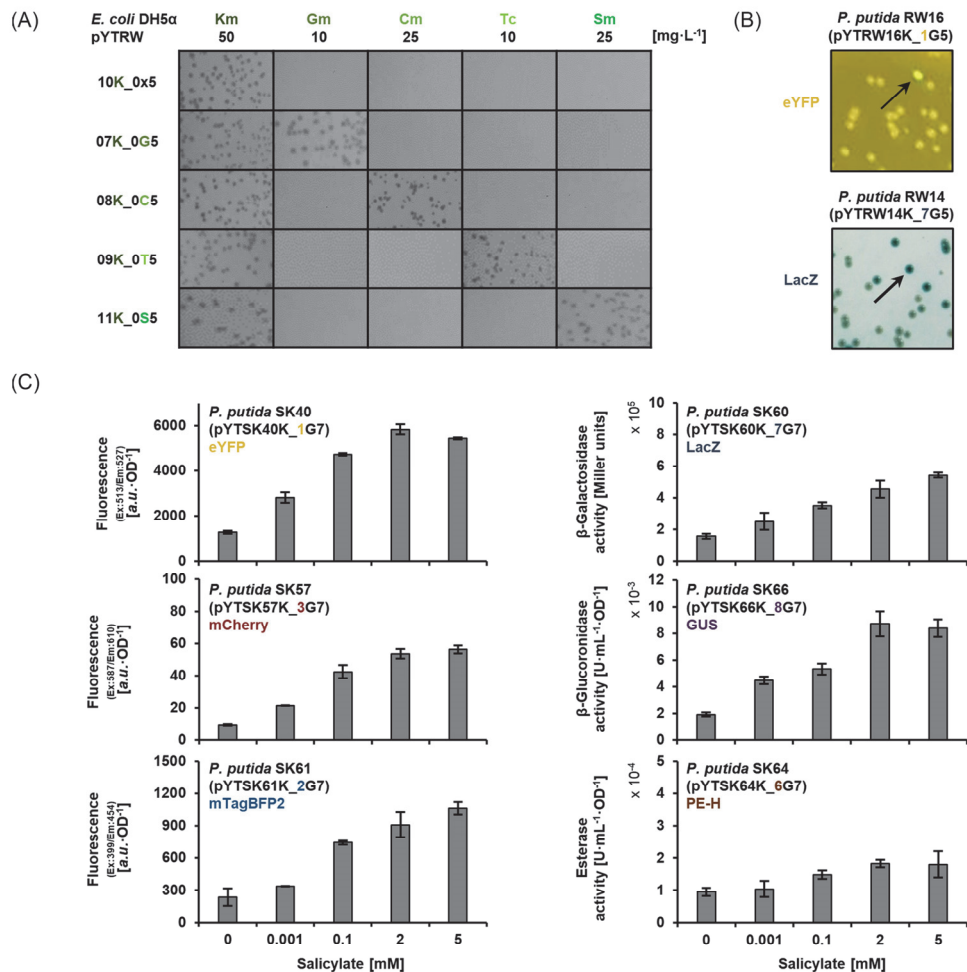 (A)
E. coli DH5α Km Gm Cm Tc Sm
pYTRW 50 10 25 10 25 [mg·L⁻¹]
10K_0x5
07K_0G5
08K_0C5
09K_0T5
11K_0S5
(B)
P. putida RW16
(pYTRW16K_1G5)
eYFP
P. putida RW14
(pYTRW14K_7G5)
LacZ
(C)
Fluorescence
(Ex:513/Em:527)
[a.u.·OD⁻¹]
6000
4000
2000
0
P. putida SK40
(pYTSK40K_1G7)
eYFP
β-Galactosidase
activity [Miller units]
x 10⁵
10
8
6
4
2
0
P. putida SK60
(pYTSK60K_7G7)
LacZ
Fluorescence
(Ex:587/Em:610)
[a.u.·OD⁻¹]
100
80
60
40
20
0
P. putida SK57
(pYTSK57K_3G7)
mCherry
β-Glucoronidase
activity [U·mL⁻¹·OD⁻¹]
x 10⁻³
12
10
8
6
4
2
0
P. putida SK66
(pYTSK66K_8G7)
GUS
Fluorescence
(Ex:399/Em:454)
[a.u.·OD⁻¹]
1500
1200
900
600
300
0
P. putida SK61
(pYTSK61K_2G7)
mTagBFP2
Esterase
activity [U·mL⁻¹·OD⁻¹]
x 10⁻⁴
5
4
3
2
1
0
P. putida SK64
(pYTSK64K_6G7)
PE-H
0 0.001 0.1 2 5
Salicylate [mM]
0 0.001 0.1 2 5
Salicylate [mM]